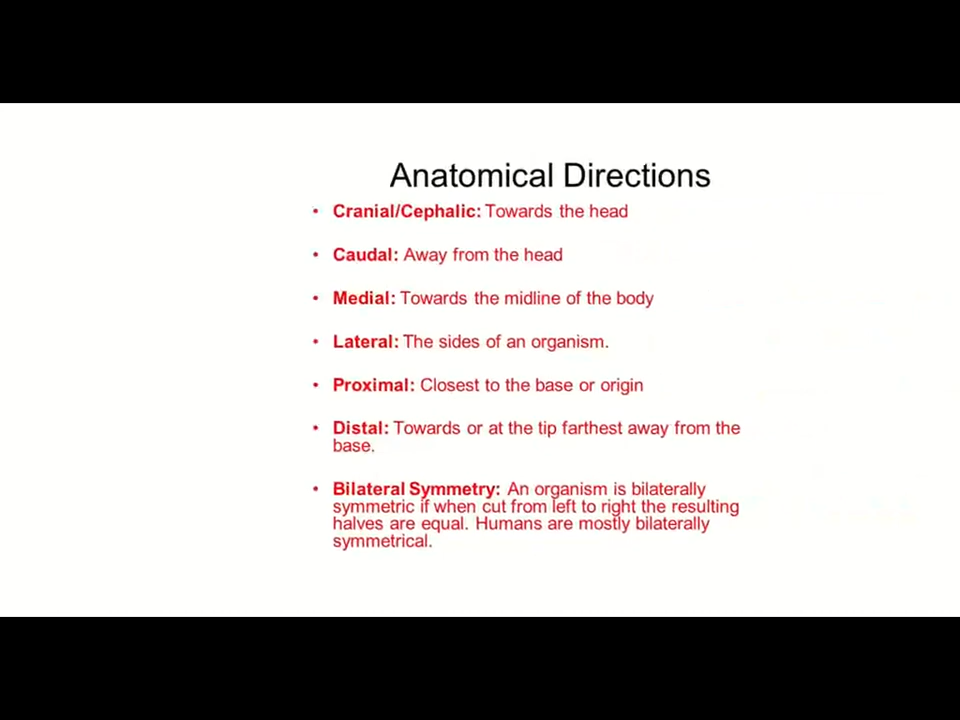 Anatomical Directions
• Cranial/Cephalic: Towards the head
• Caudal: Away from the head
• Medial: Towards the midline of the body
• Lateral: The sides of an organism.
• Proximal: Closest to the base or origin
• Distal: Towards or at the tip farthest away from the
base.
• Bilateral Symmetry: An organism is bilaterally
symmetric if when cut from left to right the resulting
halves are equal. Humans are mostly bilaterally
symmetrical.